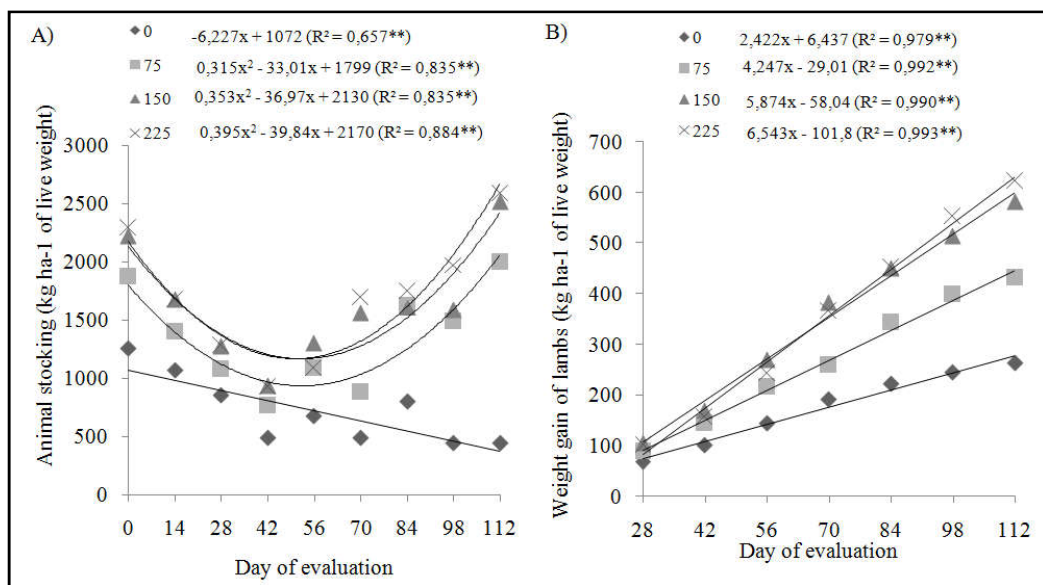 A)
0 -6,227x + 1072 (R² = 0,657**)
75 0,315x² - 33,01x + 1799 (R² = 0,835**)
150 0,353x² - 36,97x + 2130 (R² = 0,835**)
225 0,395x² - 39,84x + 2170 (R² = 0,884**)
Animal stocking (kg ha-1 of live weight)
3000
2500
2000
1500
1000
500
0
0 14 28 42 56 70 84 98 112
Day of evaluation
B)
0 2,422x + 6,437 (R² = 0,979**)
75 4,247x - 29,01 (R² = 0,992**)
150 5,874x - 58,04 (R² = 0,990**)
225 6,543x - 101,8 (R² = 0,993**)
Weight gain of lambs (kg ha-1 of live weight)
700
600
500
400
300
200
100
0
28 42 56 70 84 98 112
Day of evaluation